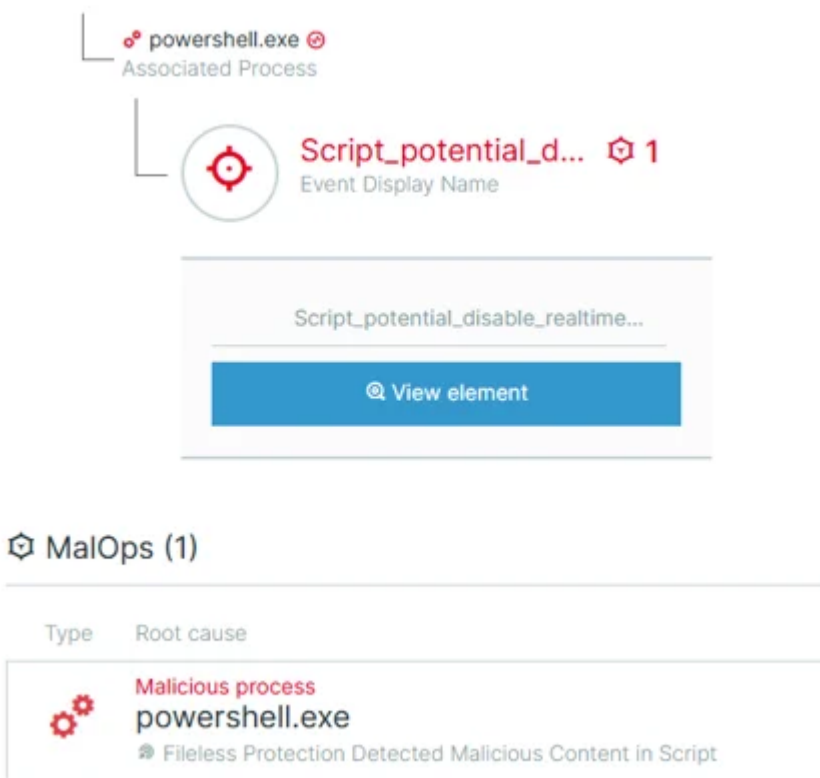 powershell.exe
Associated Process
Script_potential_d... 1
Event Display Name
Script_potential_disable_realtime...
View element
MalOps (1)
Type Root cause
Malicious process
powershell.exe
Fileless Protection Detected Malicious Content in Script